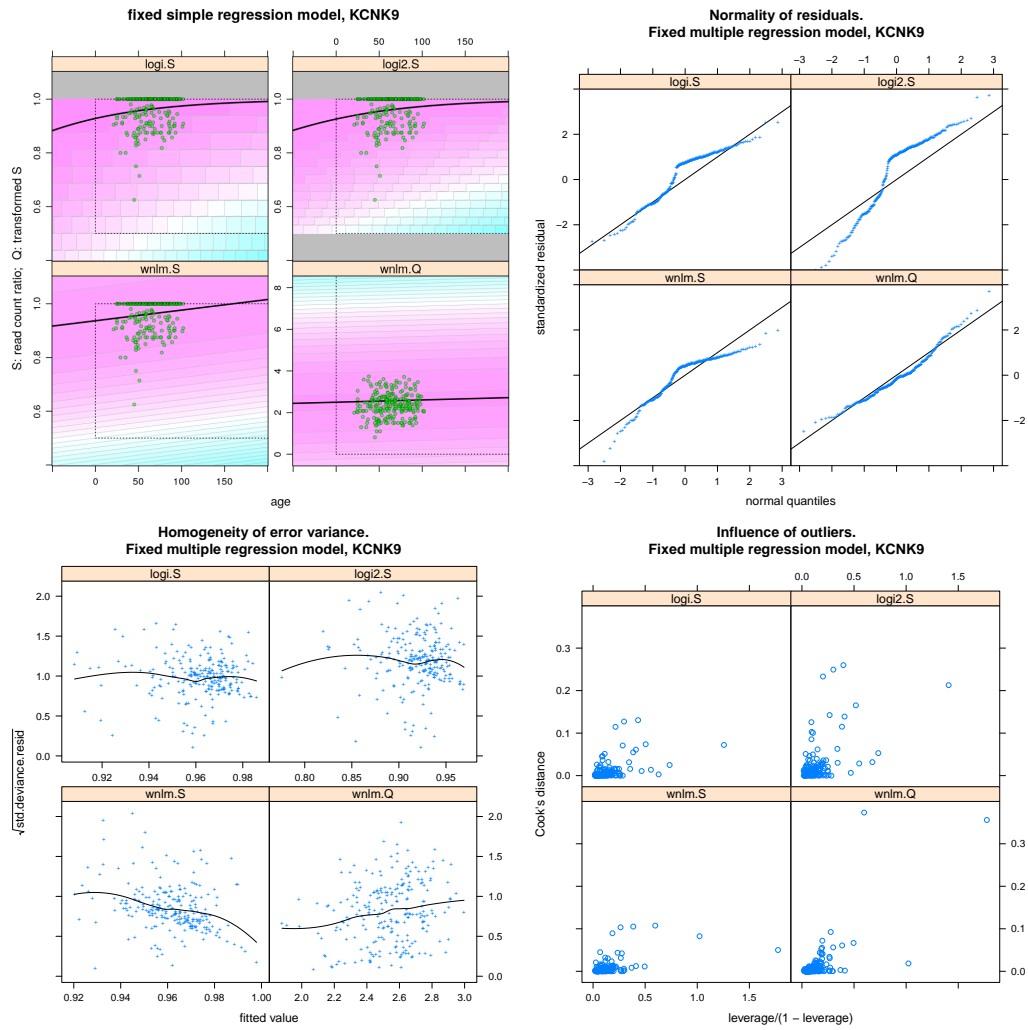 fixed simple regression model, KCNK9
0 50 100 150
logi.S logi2.S
0.6 0.8 1.0
wnlm.S wnlm.Q
0.6 0.8 1.0
0 2 4 6 8
0 50 100 150
age
S: read count ratio; Q: transformed S
Normality of residuals.
Fixed multiple regression model, KCNK9
−3 −2 −1 0 1 2 3
logi.S logi2.S
−2 0 2
wnlm.S wnlm.Q
−2 0 2
−3 −2 −1 0 1 2 3
normal quantiles
standardized residual
Homogeneity of error variance.
Fixed multiple regression model, KCNK9
logi.S logi2.S
0.0 0.5 1.0 1.5 2.0
0.92 0.94 0.96 0.98
0.80 0.85 0.90 0.95
wnlm.S wnlm.Q
0.0 0.5 1.0 1.5 2.0
0.92 0.94 0.96 0.98 1.00
2.0 2.2 2.4 2.6 2.8 3.0
fitted value
√std.deviance.resid
Influence of outliers.
Fixed multiple regression model, KCNK9
0.0 0.5 1.0 1.5
logi.S logi2.S
0.0 0.1 0.2 0.3
wnlm.S wnlm.Q
0.0 0.1 0.2 0.3
0.0 0.5 1.0 1.5
leverage/(1 − leverage)
Cook's distance